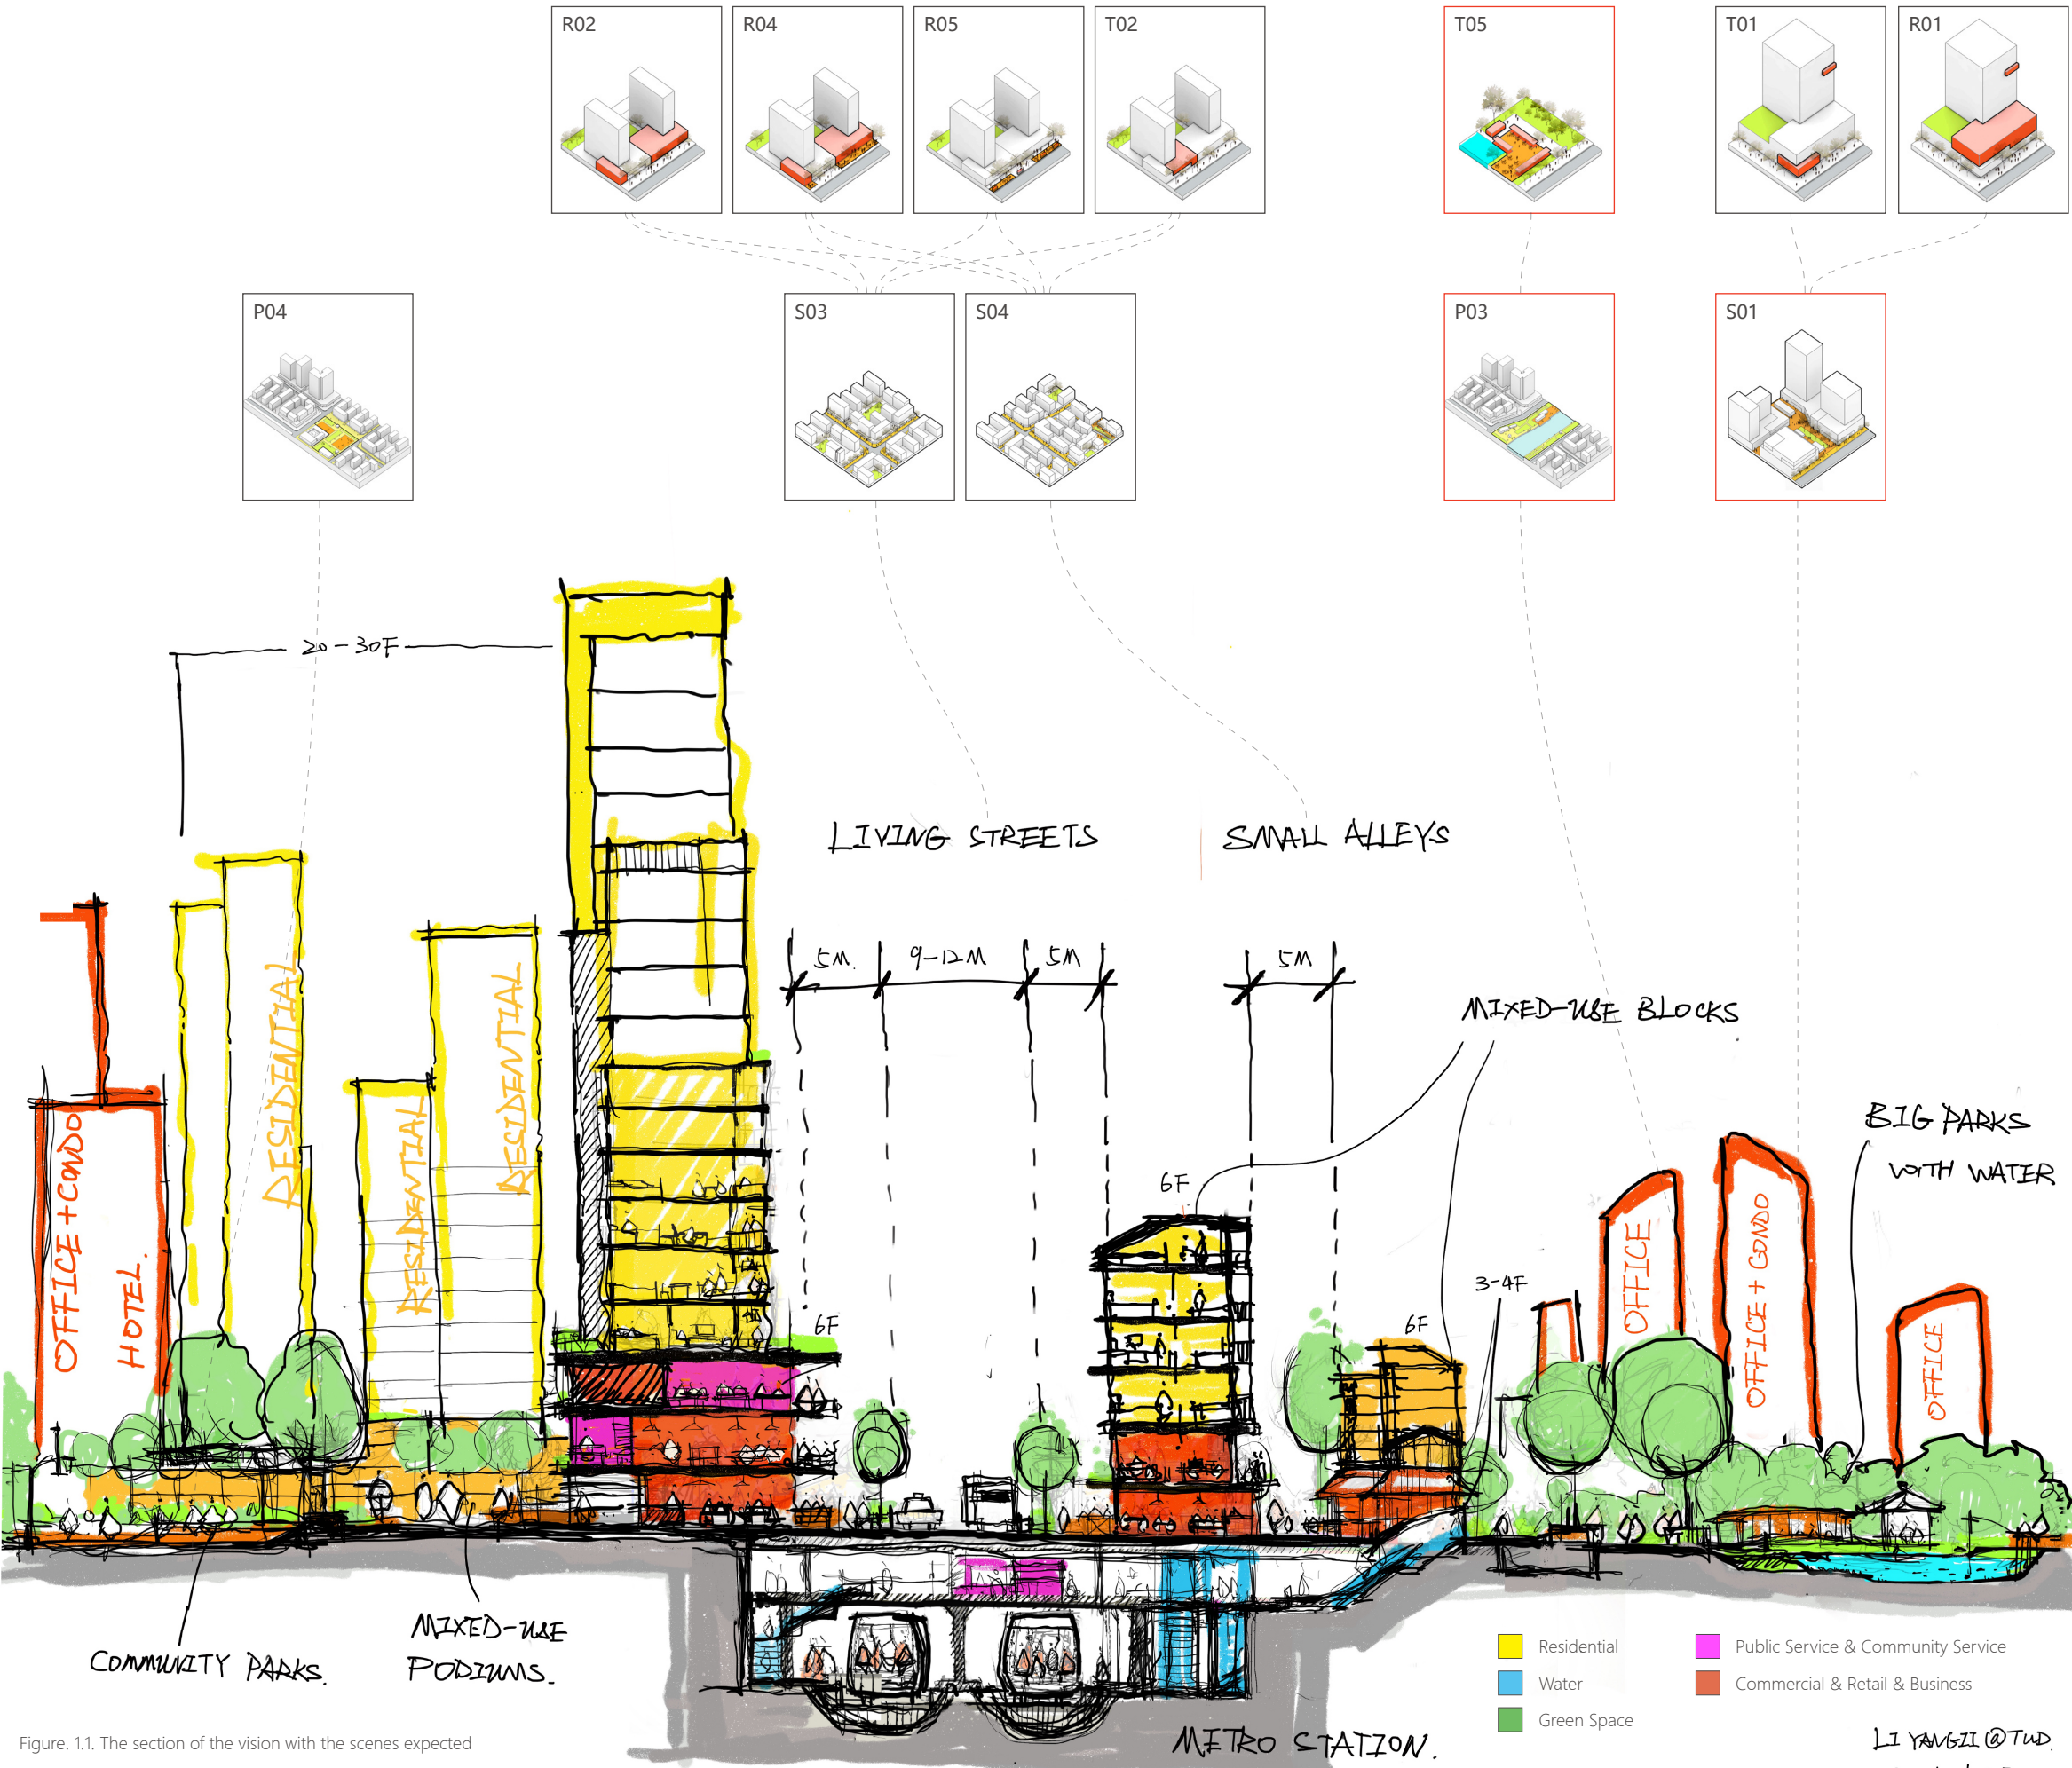 R02
R04
R05
T02
T05
T01
R01
P04
S03
S04
P03
S01
20-30F
LIVING STREETS
SMALL ALLEYS
5M.
9-12M
5M
5M
MIXED-USE BLOCKS
BIG PARKS
WITH WATER
RESIDENTIAL
RESIDENTIAL
RESIDENTIAL
OFFICE + CONDO
HOTEL.
6F
6F
6F
3-4F
OFFICE
OFFICE + CONDO
OFFICE
COMMUNITY PARKS.
MIXED-USE
PODIUMS.
METRO STATION.
Residential
Water
Green Space
Public Service & Community Service
Commercial & Retail & Business
Figure. 1.1. The section of the vision with the scenes expected